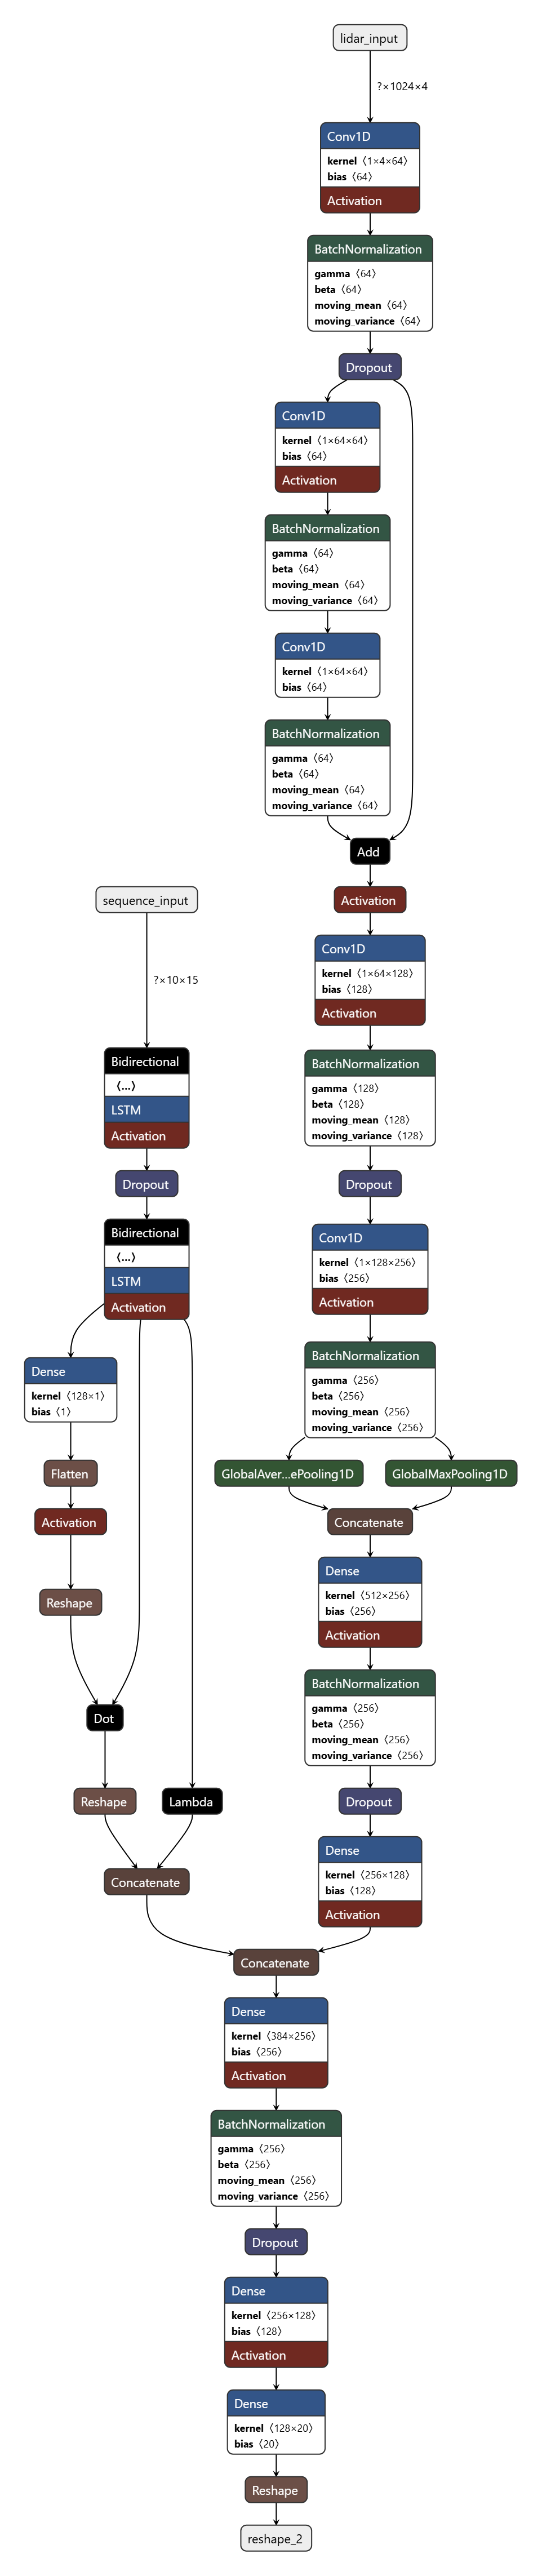 lidar_input
?×1024×4
Conv1D
kernel 〈1×4×64〉
bias 〈64〉
Activation
BatchNormalization
gamma 〈64〉
beta 〈64〉
moving_mean 〈64〉
moving_variance 〈64〉
Dropout
Conv1D
kernel 〈1×64×64〉
bias 〈64〉
Activation
BatchNormalization
gamma 〈64〉
beta 〈64〉
moving_mean 〈64〉
moving_variance 〈64〉
Conv1D
kernel 〈1×64×64〉
bias 〈64〉
BatchNormalization
gamma 〈64〉
beta 〈64〉
moving_mean 〈64〉
moving_variance 〈64〉
Add
Activation
Conv1D
kernel 〈1×64×128〉
bias 〈128〉
Activation
BatchNormalization
gamma 〈128〉
beta 〈128〉
moving_mean 〈128〉
moving_variance 〈128〉
Dropout
Conv1D
kernel 〈1×128×256〉
bias 〈256〉
Activation
BatchNormalization
gamma 〈256〉
beta 〈256〉
moving_mean 〈256〉
moving_variance 〈256〉
GlobalAver...ePooling1D
GlobalMaxPooling1D
Concatenate
Dense
kernel 〈512×256〉
bias 〈256〉
Activation
BatchNormalization
gamma 〈256〉
beta 〈256〉
moving_mean 〈256〉
moving_variance 〈256〉
Dropout
Dense
kernel 〈256×128〉
bias 〈128〉
Activation
sequence_input
?×10×15
Bidirectional
〈...〉
LSTM
Activation
Dropout
Bidirectional
〈...〉
LSTM
Activation
Dense
kernel 〈128×1〉
bias 〈1〉
Flatten
Activation
Reshape
Dot
Reshape
Lambda
Concatenate
Concatenate
Dense
kernel 〈384×256〉
bias 〈256〉
Activation
BatchNormalization
gamma 〈256〉
beta 〈256〉
moving_mean 〈256〉
moving_variance 〈256〉
Dropout
Dense
kernel 〈256×128〉
bias 〈128〉
Activation
Dense
kernel 〈128×20〉
bias 〈20〉
Reshape
reshape_2